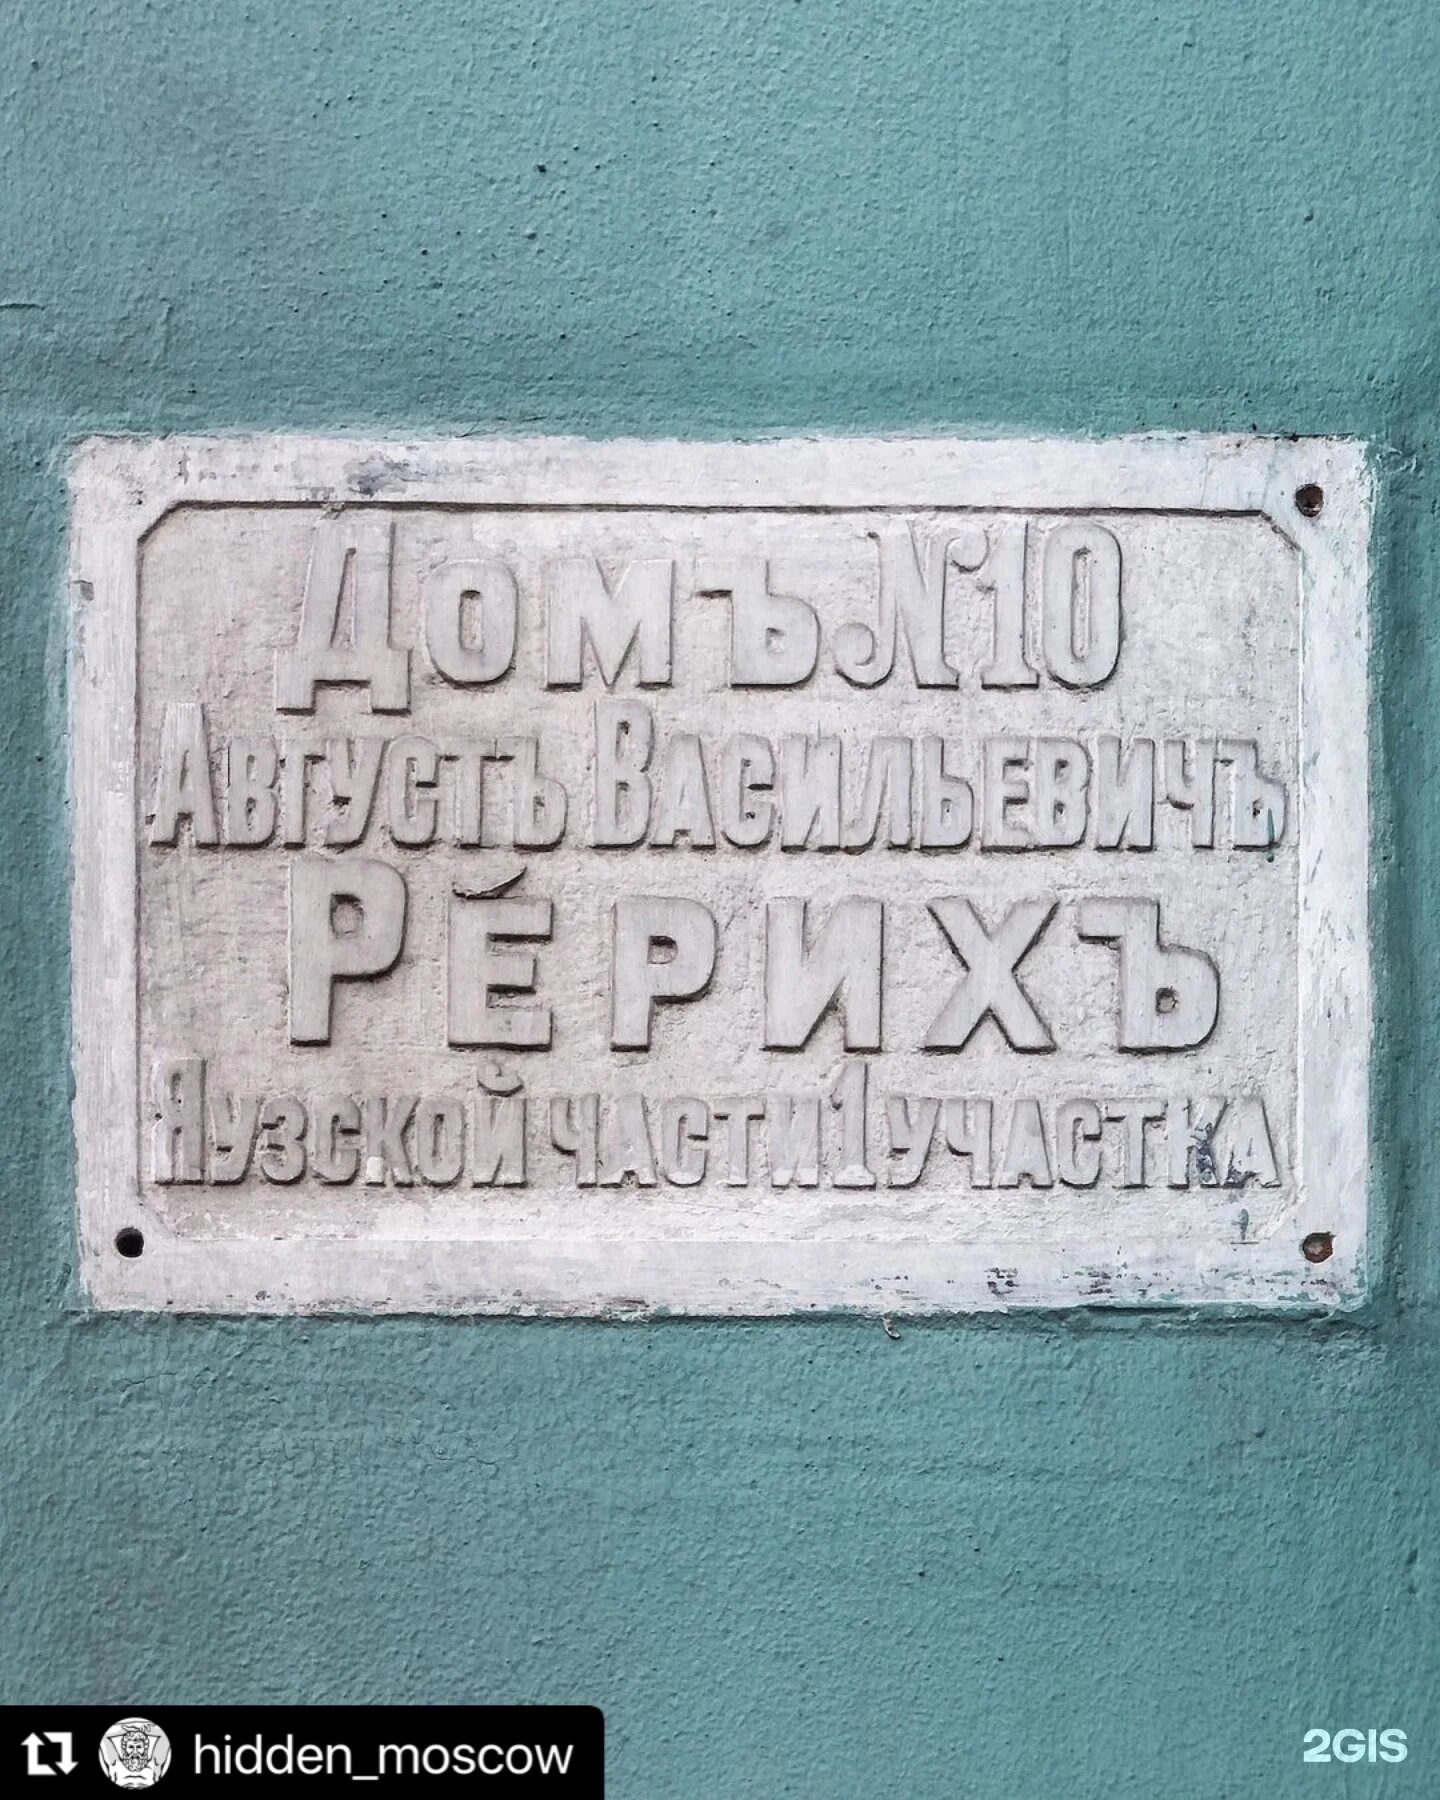 Домъ №10
Августъ Васильевичъ
Ре́рихъ
Яузской части 1 участка
hidden_moscow
2GIS